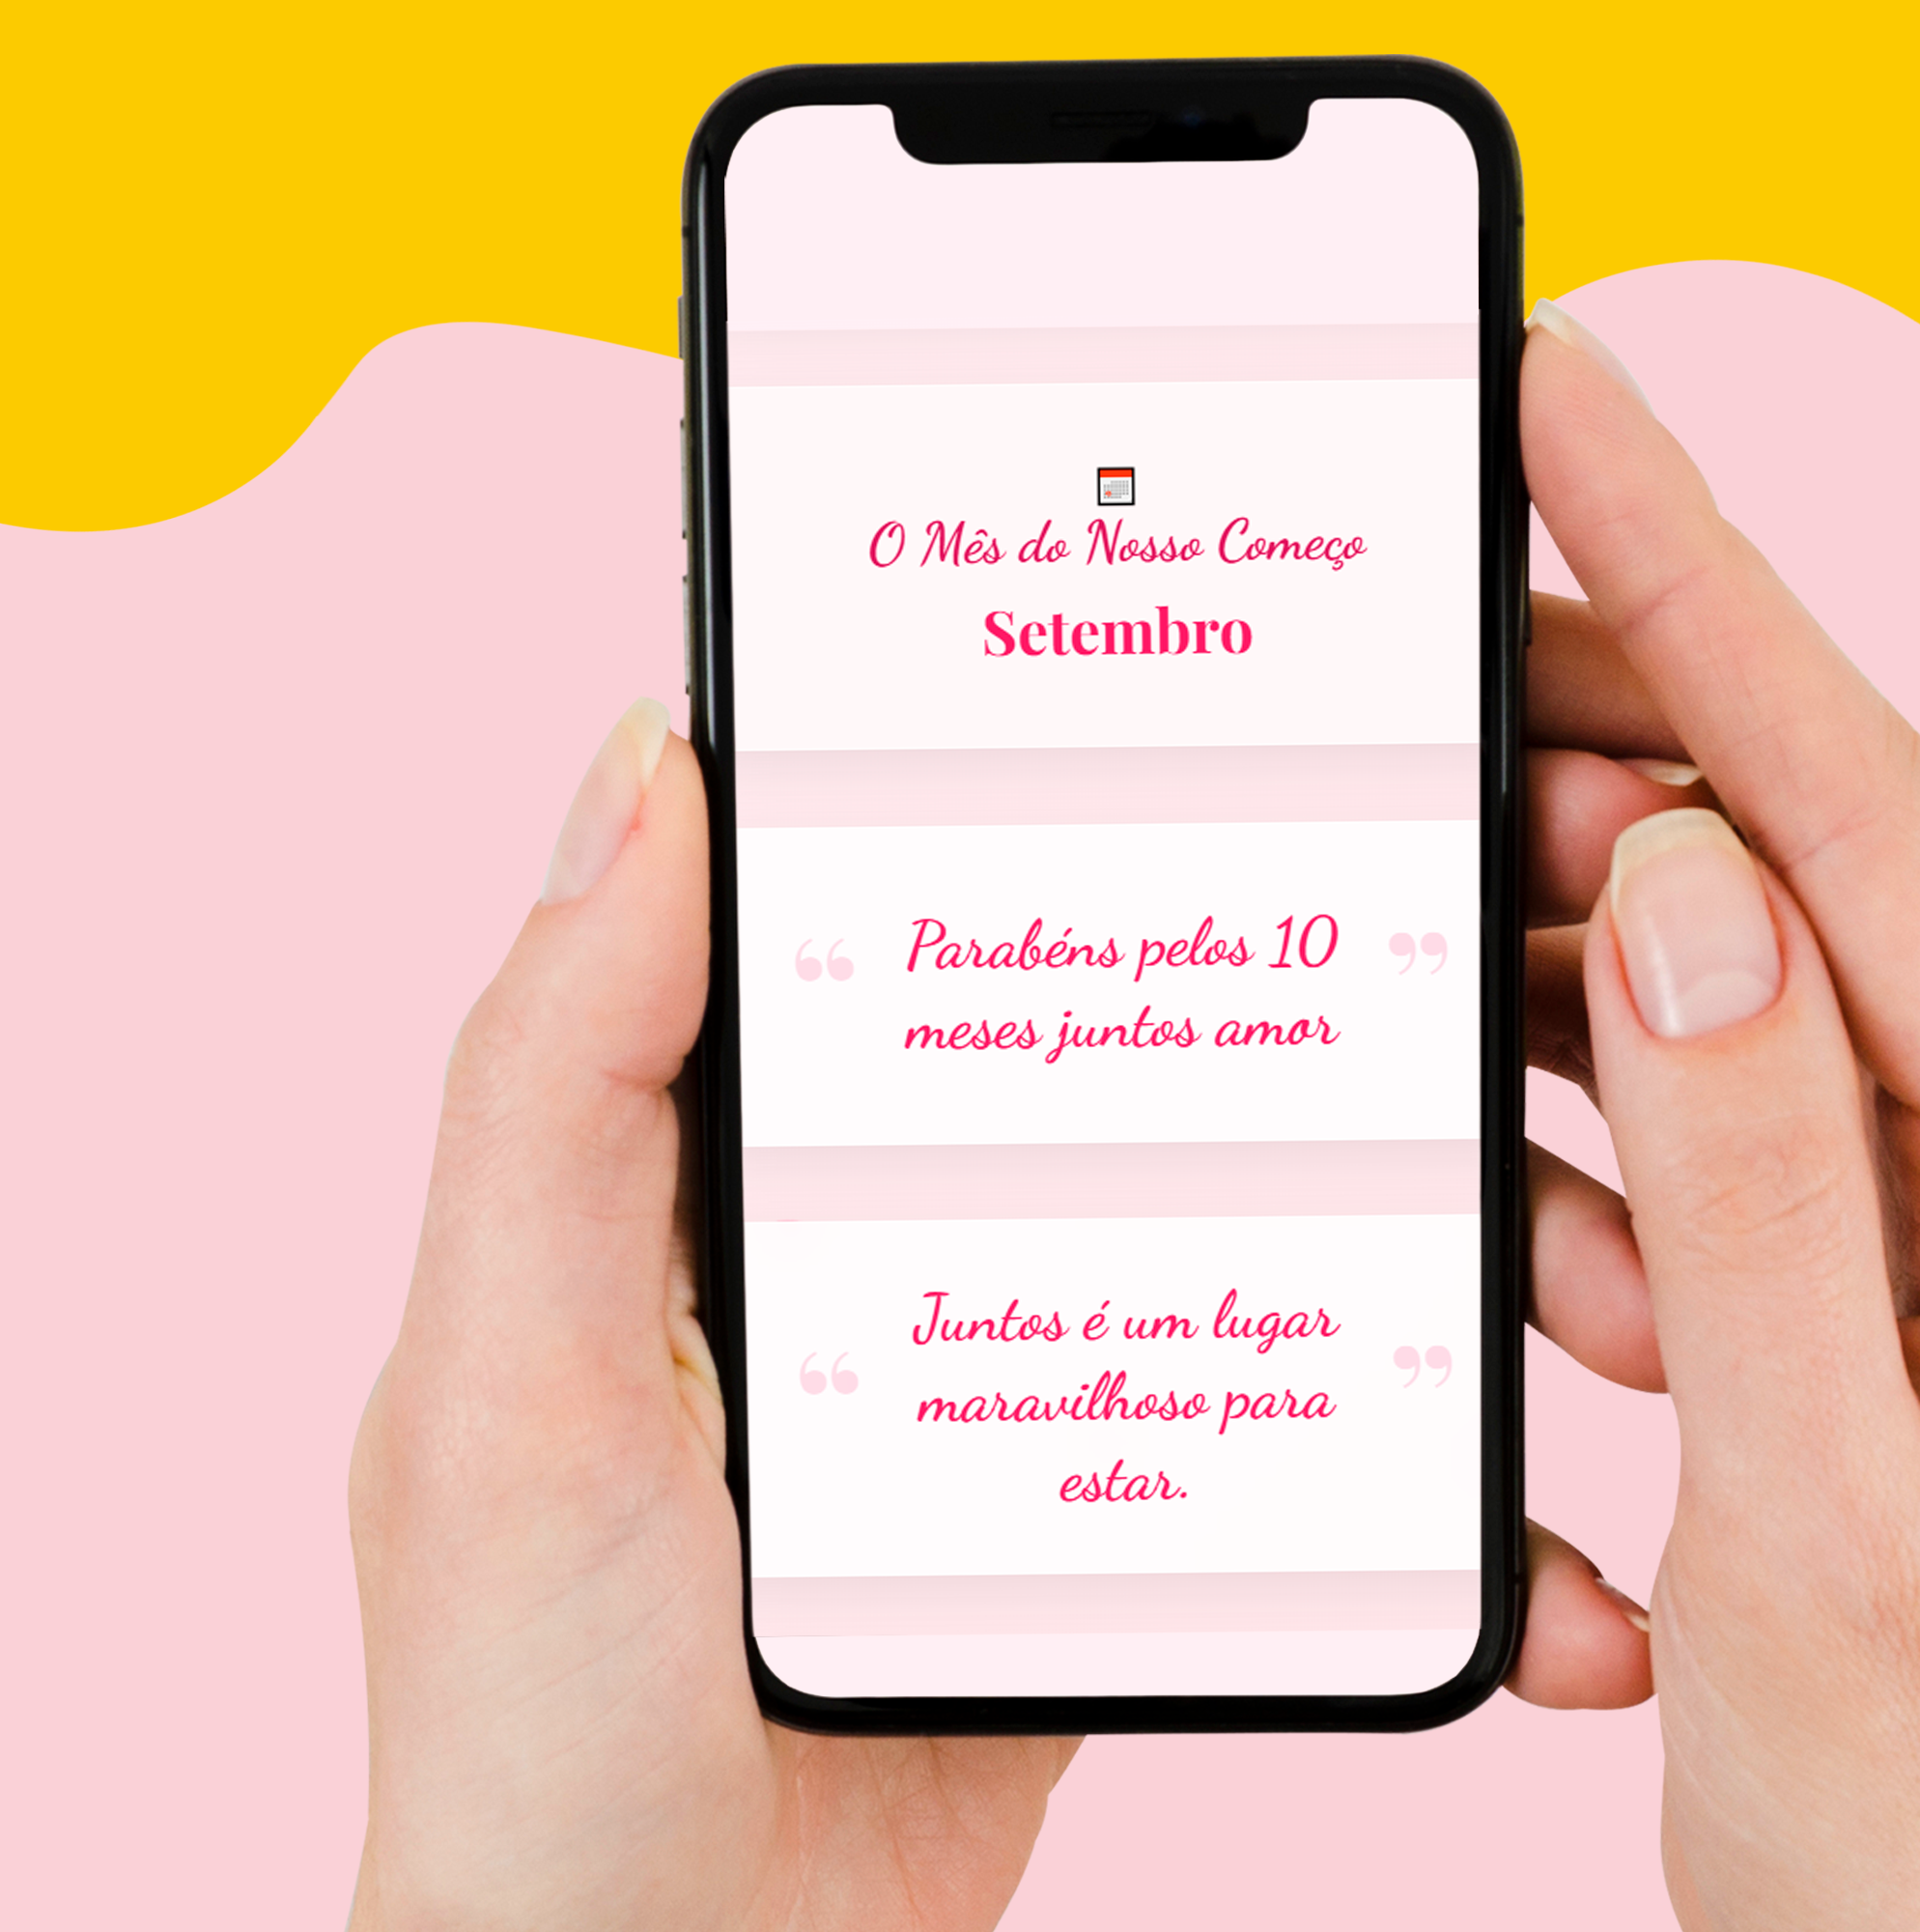 O Mês do Nosso Começo
Setembro
“ Parabéns pelos 10 ”
meses juntos amor
Juntos é um lugar
“ maravilhoso para ”
estar.